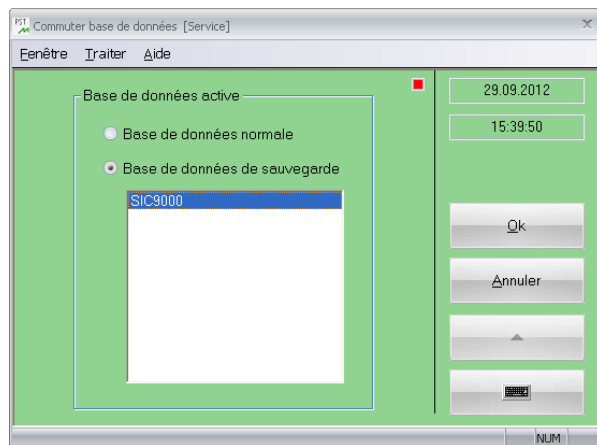 PST Commuter base de données [Service]
Fenêtre Traiter Aide
Base de données active
Base de données normale
Base de données de sauvegarde
SIC9000
29.09.2012
15:39:50
Ok
Annuler
NUM